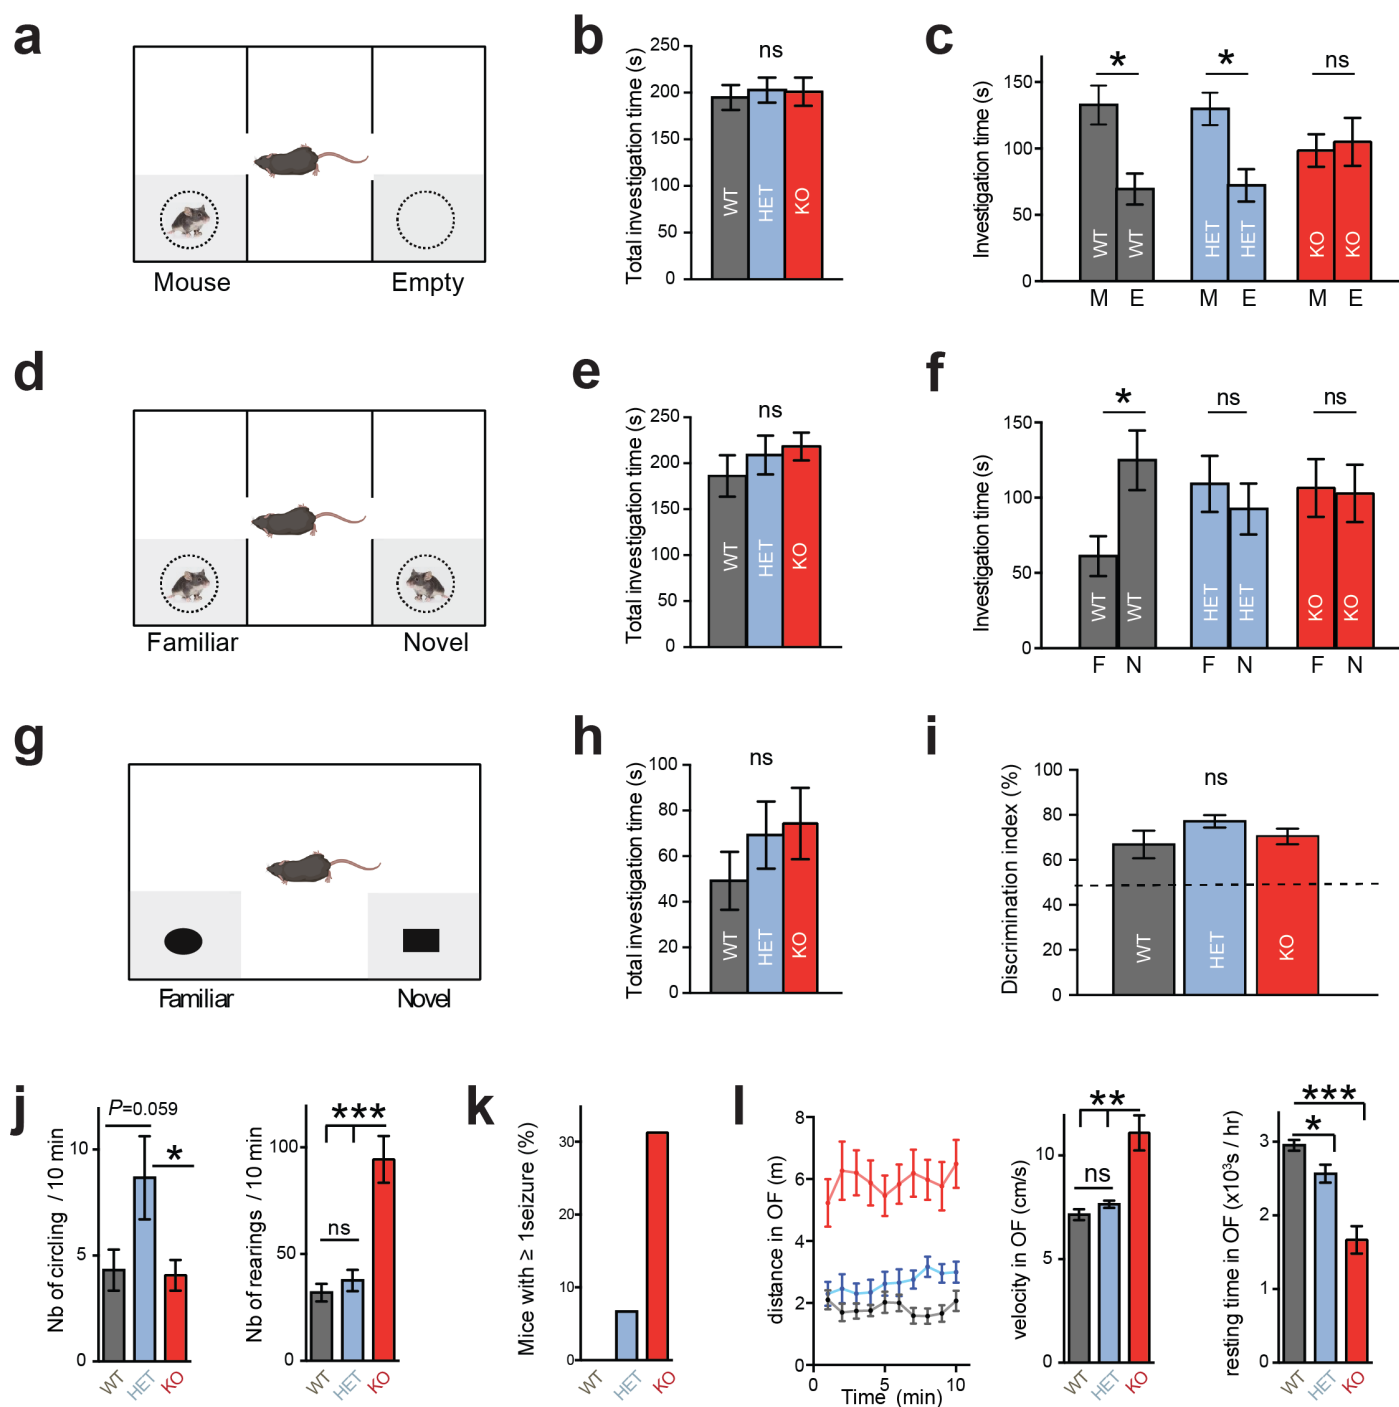 a
Mouse
Empty
b
Total investigation time (s)
250
200
150
100
50
0
ns
WT
HET
KO
c
Investigation time (s)
150
100
50
0
*
*
ns
WT
WT
HET
HET
KO
KO
M E M E M E
d
Familiar
Novel
e
Total investigation time (s)
250
200
150
100
50
0
ns
WT
HET
KO
f
Investigation time (s)
150
100
50
0
*
ns
ns
WT
WT
HET
HET
KO
KO
F N F N F N
g
Familiar
Novel
h
Total investigation time (s)
100
80
60
40
20
0
ns
WT
HET
KO
i
Discrimination index (%)
100
80
60
40
20
0
ns
WT
HET
KO
j
Nb of circling / 10 min
10
5
0
P=0.059
*
WT
HET
KO
Nb of rearings / 10 min
100
50
0
***
ns
WT
HET
KO
k
Mice with ≥ 1seizure (%)
30
20
10
0
WT
HET
KO
l
distance in OF (m)
8
6
4
2
0
0 5 10
Time (min)
velocity in OF (cm/s)
10
5
0
**
ns
WT
HET
KO
resting time in OF (x10³s / hr)
3
2
1
0
***
*
WT
HET
KO